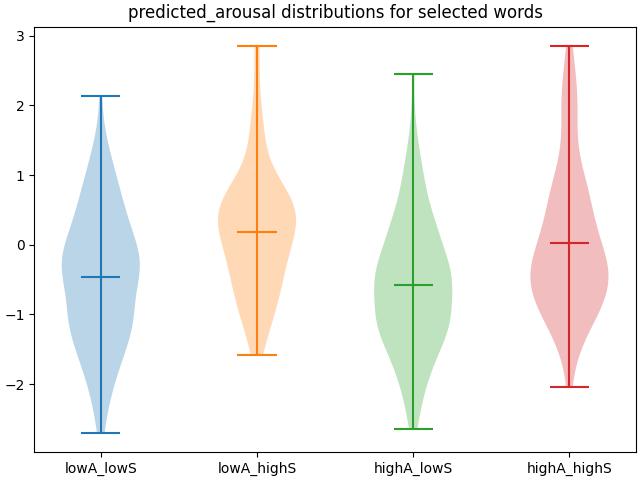 predicted_arousal distributions for selected words
3
2
1
0
−1
−2
lowA_lowS
lowA_highS
highA_lowS
highA_highS